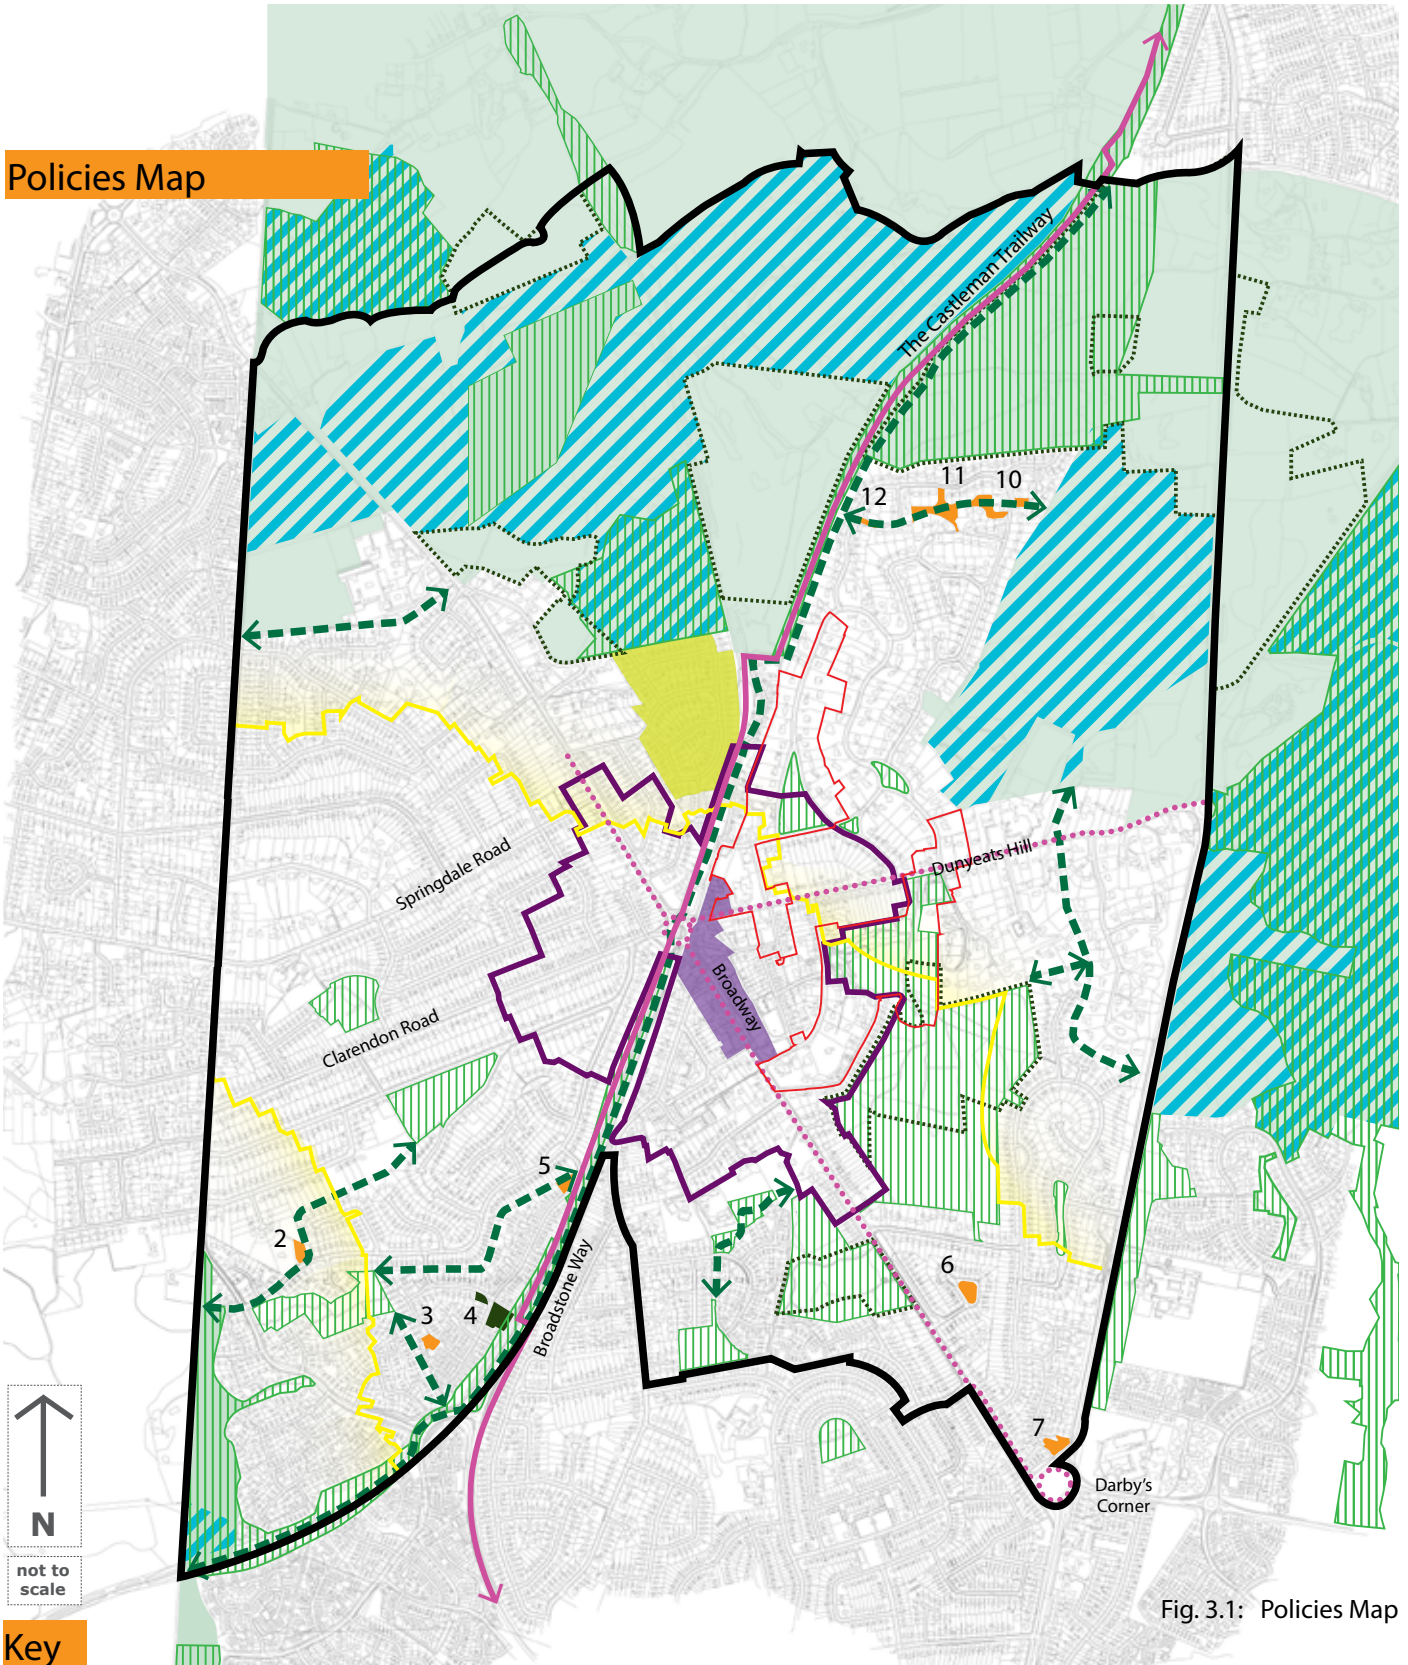 Policies Map
The Castleman Trailway
12
11
10
Springdale Road
Dunyeats Hill
Broadway
Clarendon Road
5
2
Broadstone Way
6
3
4
7
Darby's
Corner
N
not to
scale
Fig. 3.1: Policies Map
Key